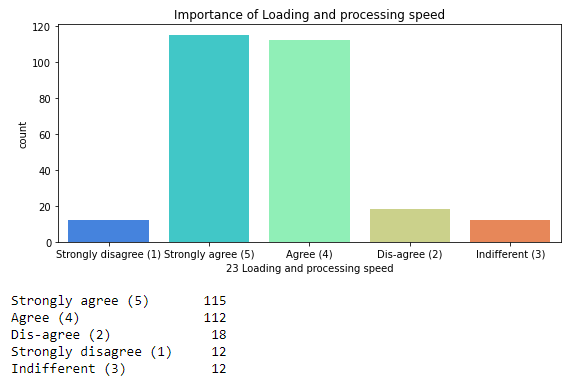 Importance of Loading and processing speed
120
100
80
60
40
20
0
count
Strongly disagree (1) Strongly agree (5) Agree (4) Dis-agree (2) Indifferent (3)
23 Loading and processing speed
Strongly agree (5) 115
Agree (4) 112
Dis-agree (2) 18
Strongly disagree (1) 12
Indifferent (3) 12